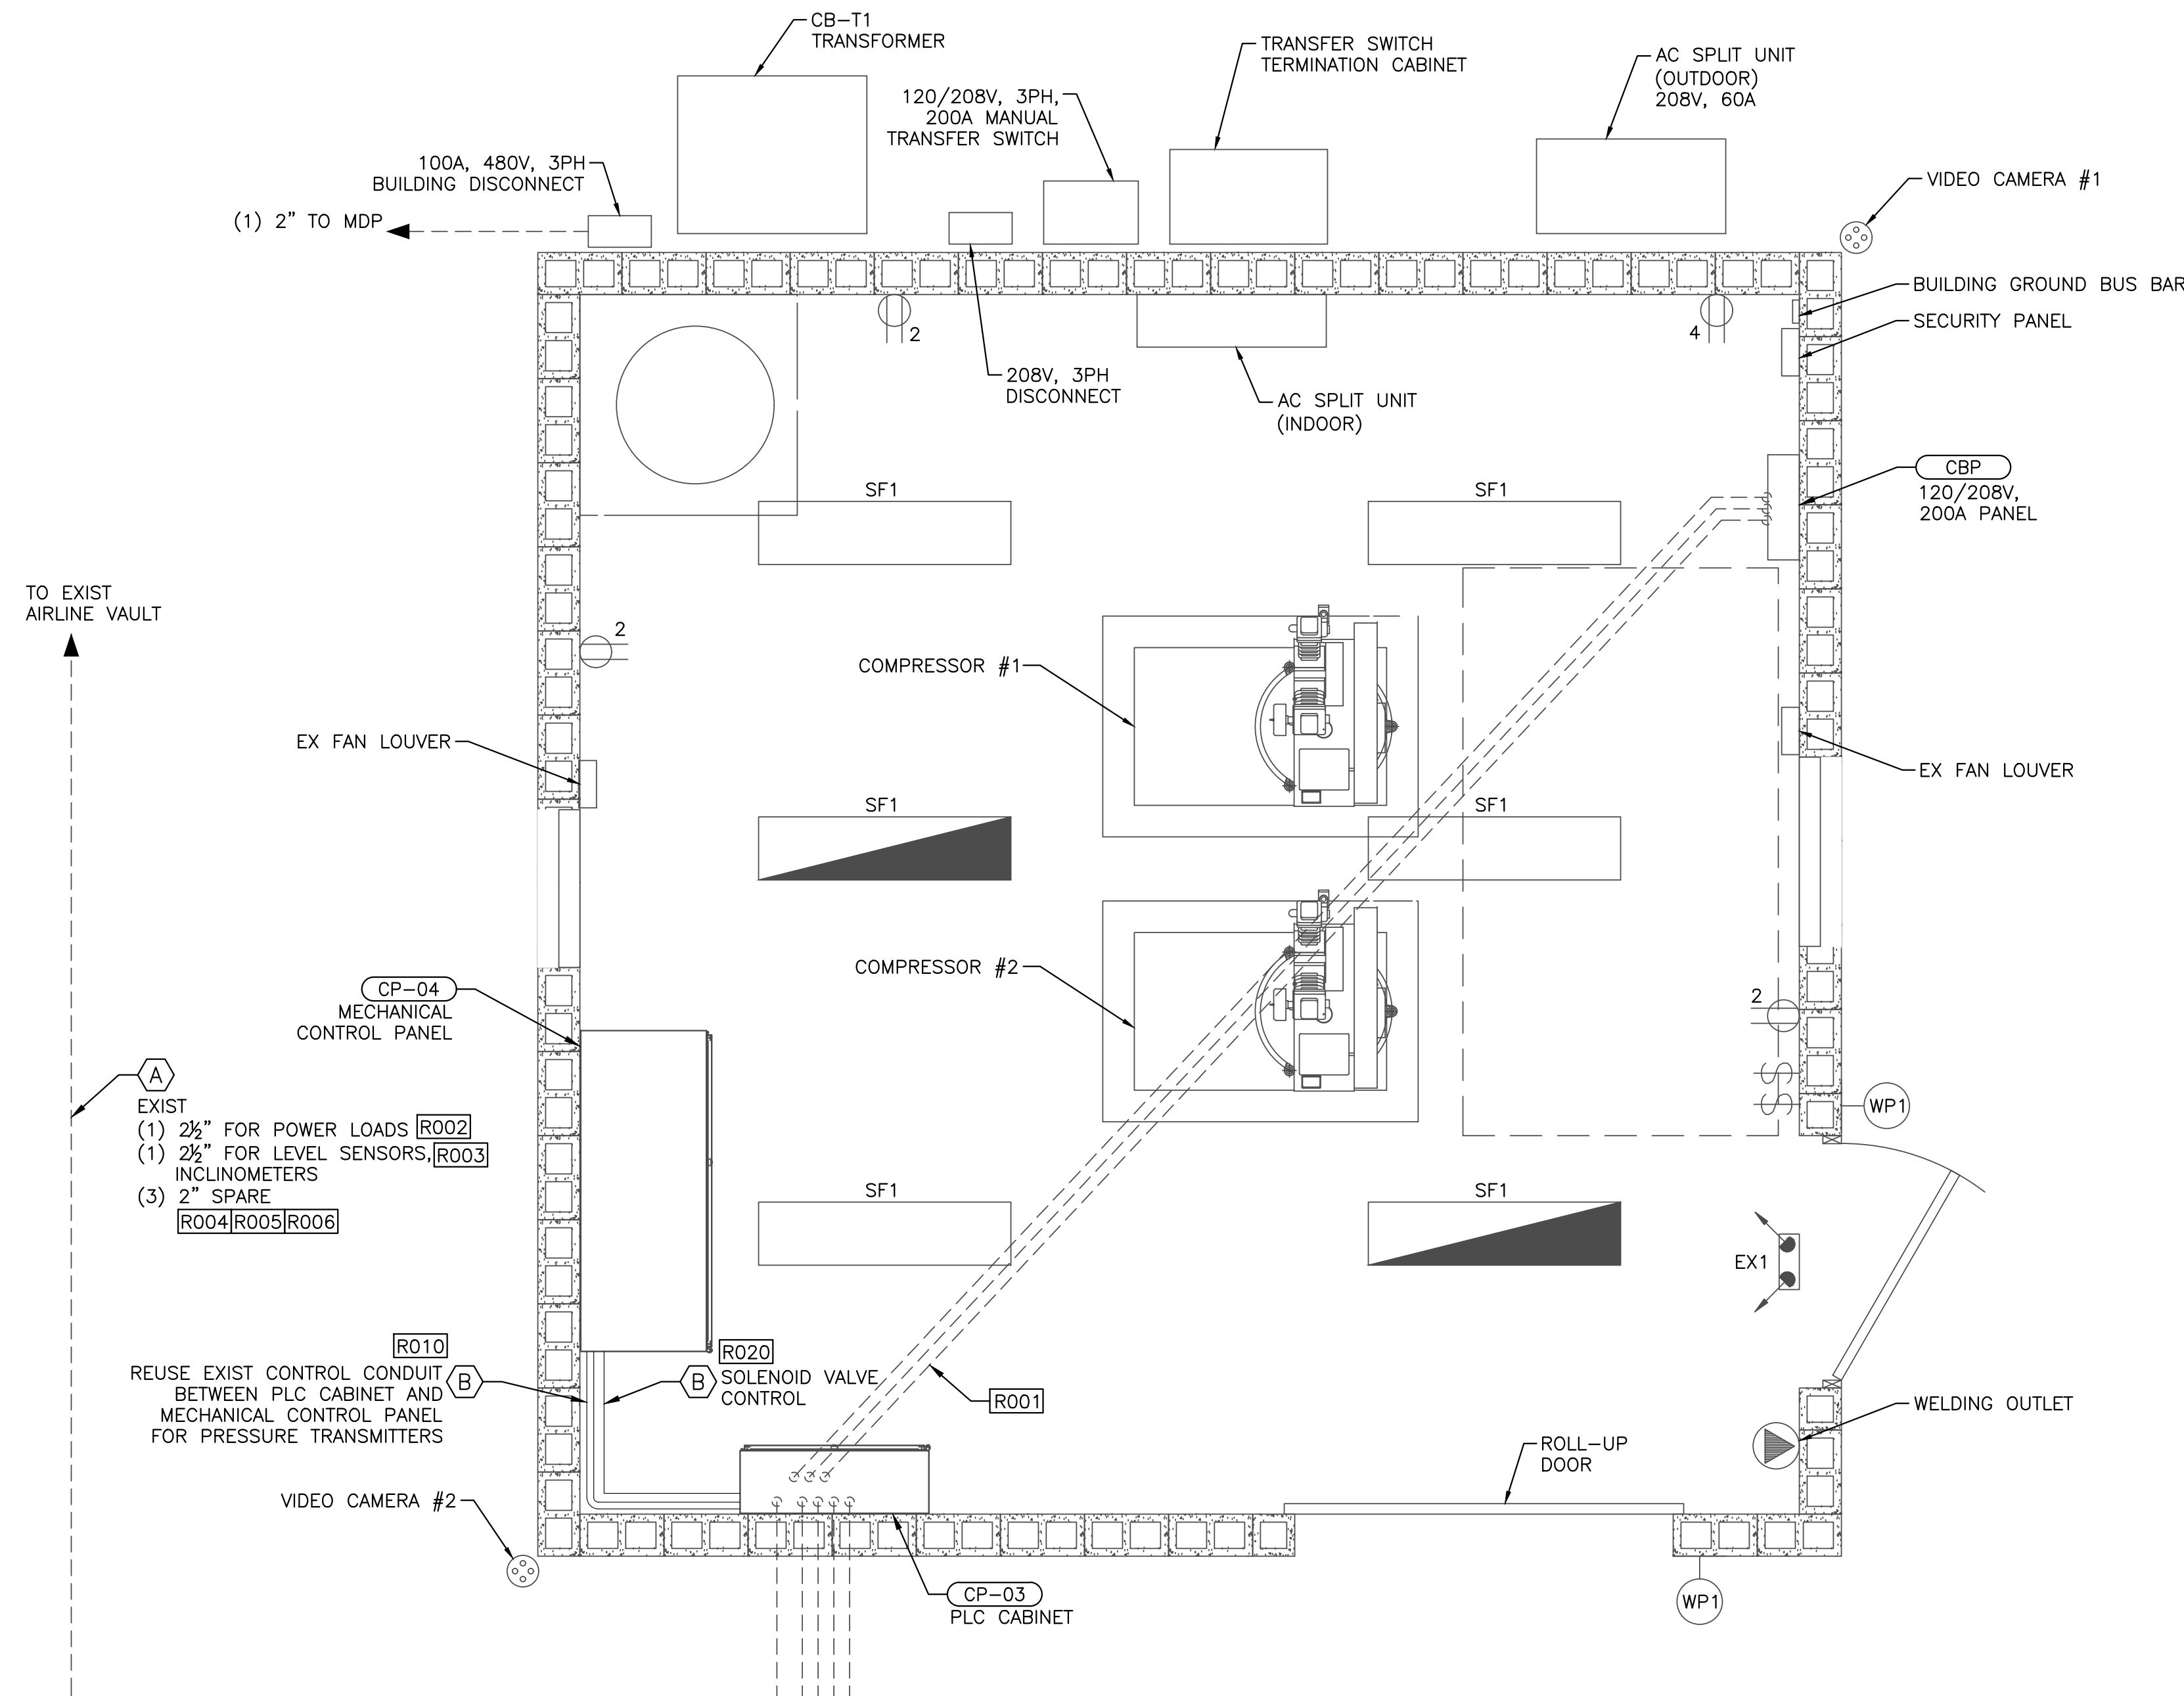 CB-T1
TRANSFORMER
TRANSFER SWITCH
TERMINATION CABINET
AC SPLIT UNIT
(OUTDOOR)
208V, 60A
120/208V, 3PH,
200A MANUAL
TRANSFER SWITCH
100A, 480V, 3PH
BUILDING DISCONNECT
(1) 2" TO MDP
VIDEO CAMERA #1
BUILDING GROUND BUS BAR
SECURITY PANEL
2
4
208V, 3PH
DISCONNECT
AC SPLIT UNIT
(INDOOR)
CBP
120/208V,
200A PANEL
SF1
SF1
TO EXIST
AIRLINE VAULT
2
COMPRESSOR #1
EX FAN LOUVER
EX FAN LOUVER
SF1
SF1
COMPRESSOR #2
CP-04
MECHANICAL
CONTROL PANEL
2
S
S
S
S
WP1
A
EXIST
(1) 2½" FOR POWER LOADS R002
(1) 2½" FOR LEVEL SENSORS, R003
INCLINOMETERS
(3) 2" SPARE
R004 R005 R006
SF1
SF1
EX1
R010
REUSE EXIST CONTROL CONDUIT B
BETWEEN PLC CABINET AND
MECHANICAL CONTROL PANEL
FOR PRESSURE TRANSMITTERS
R020
B SOLENOID VALVE
CONTROL
R001
WELDING OUTLET
ROLL-UP
DOOR
VIDEO CAMERA #2
CP-03
PLC CABINET
WP1